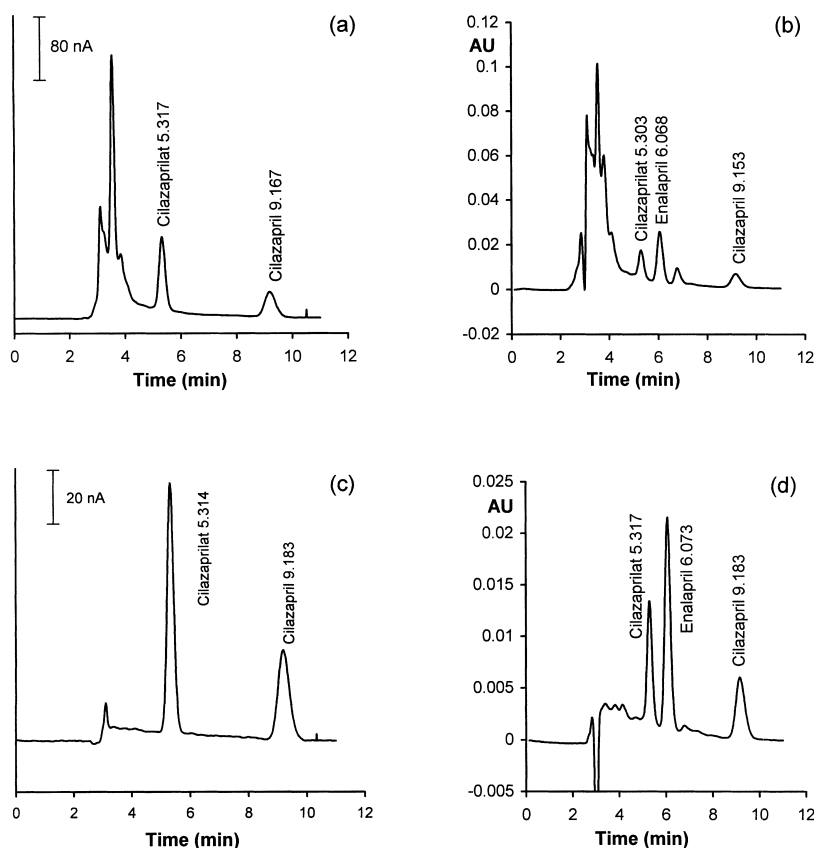 (a)
80 nA
Cilazaprilat 5.317
Cilazapril 9.167
0 2 4 6 8 10 12
Time (min)
(b)
0.12
AU
0.1
0.08
0.06
0.04
0.02
0
-0.02
Cilazaprilat 5.303
Enalapril 6.068
Cilazapril 9.153
0 2 4 6 8 10 12
Time (min)
(c)
20 nA
Cilazaprilat 5.314
Cilazapril 9.183
0 2 4 6 8 10 12
Time (min)
(d)
0.025
AU
0.02
0.015
0.01
0.005
0
-0.005
Cilazaprilat 5.317
Enalapril 6.073
Cilazapril 9.183
0 2 4 6 8 10 12
Time (min)